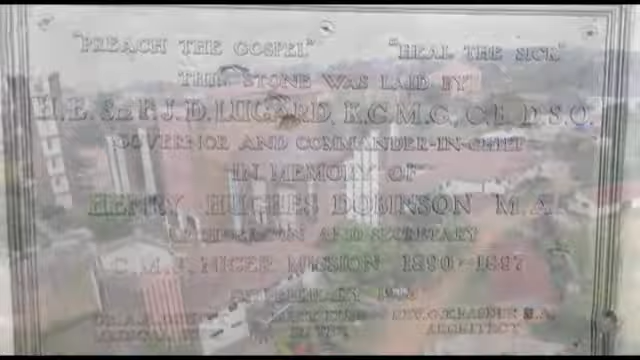 "PREACH THE GOSPEL" "HEAL THE SICK"
THIS STONE WAS LAID BY
H.E. SIR F.J.D. LUGARD, K.C.M.G., C.B., D.S.O.
GOVERNOR AND COMMANDER-IN-CHIEF
IN MEMORY OF
HENRY HUGHES DOBINSON M.A.
AND SECRETARY
C.M.S. NIGER MISSION 1890-1897
ARCHITECT